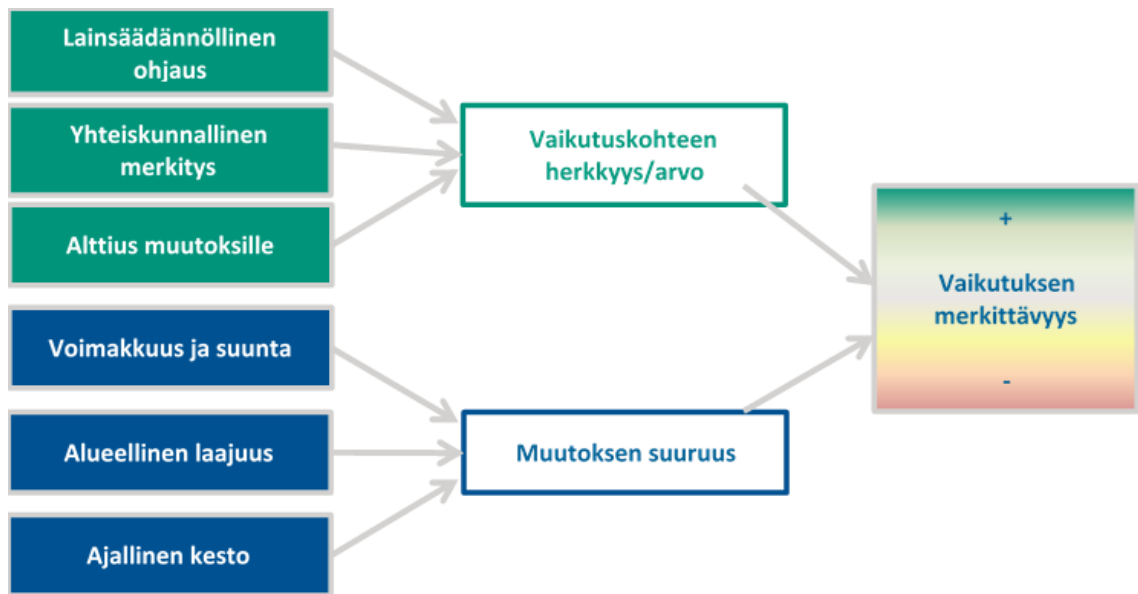 Lainsäädännöllinen
ohjaus
Yhteiskunnallinen
merkitys
Alttius muutoksille
Voimakkuus ja suunta
Alueellinen laajuus
Ajallinen kesto
Vaikutuskohteen
herkkyys/arvo
Muutoksen suuruus
+
Vaikutuksen
merkittävyys
-